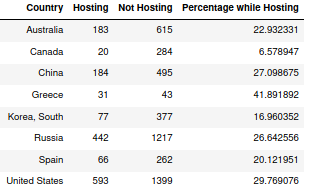 Country Hosting Not Hosting Percentage while Hosting
Australia 183 615 22.932331
Canada 20 284 6.578947
China 184 495 27.098675
Greece 31 43 41.891892
Korea, South 77 377 16.960352
Russia 442 1217 26.642556
Spain 66 262 20.121951
United States 593 1399 29.769076